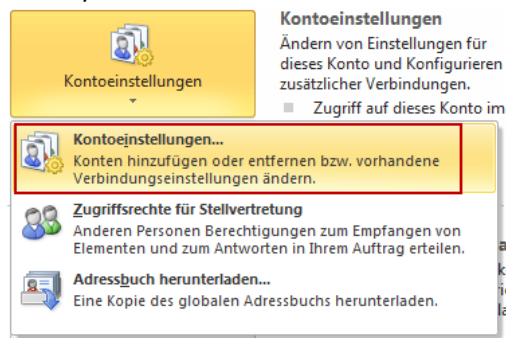 Kontoeinstellungen
Kontoeinstellungen
Ändern von Einstellungen für
dieses Konto und Konfigurieren
zusätzlicher Verbindungen.
Zugriff auf dieses Konto im
Kontoeinstellungen...
Konten hinzufügen oder entfernen bzw. vorhandene
Verbindungseinstellungen ändern.
Zugriffsrechte für Stellvertretung
Anderen Personen Berechtigungen zum Empfangen von
Elementen und zum Antworten in Ihrem Auftrag erteilen.
Adressbuch herunterladen...
Eine Kopie des globalen Adressbuchs herunterladen.